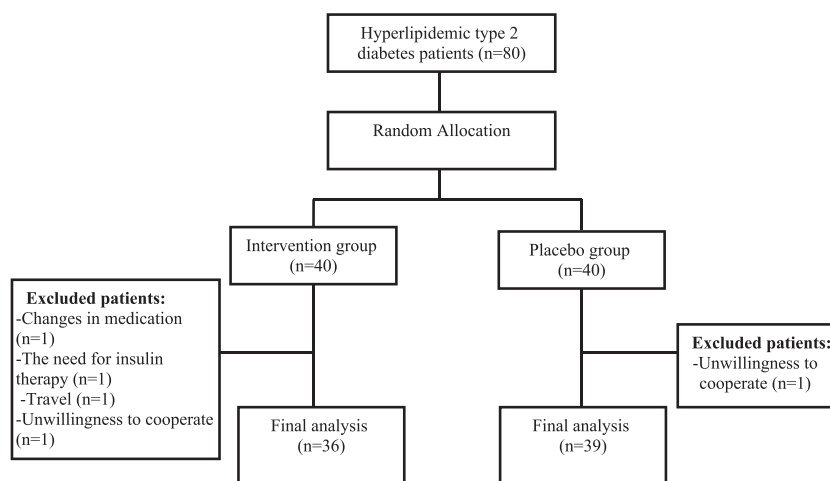 Hyperlipidemic type 2
diabetes patients (n=80)
Random Allocation
Intervention group
(n=40)
Placebo group
(n=40)
Excluded patients:
-Changes in medication
(n=1)
-The need for insulin
therapy (n=1)
-Travel (n=1)
-Unwillingness to cooperate
(n=1)
Excluded patients:
-Unwillingness to
cooperate (n=1)
Final analysis
(n=36)
Final analysis
(n=39)